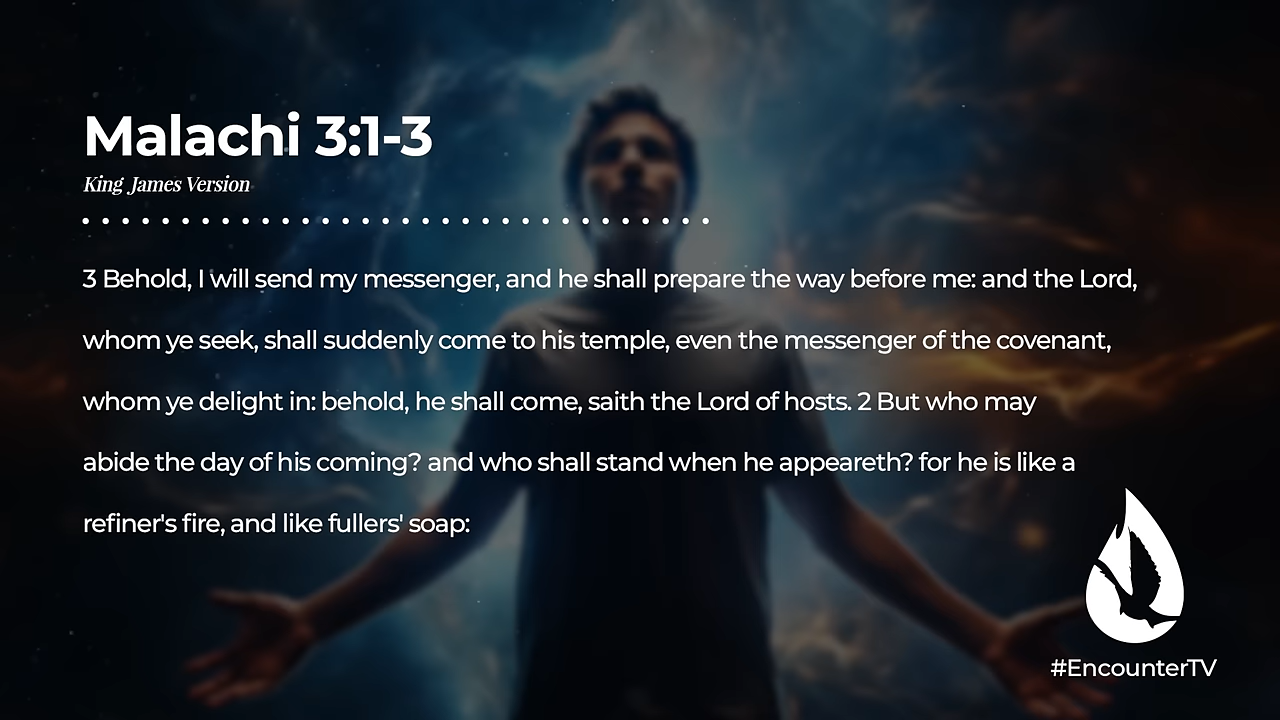 Malachi 3:1-3
King James Version
3 Behold, I will send my messenger, and he shall prepare the way before me: and the Lord,
whom ye seek, shall suddenly come to his temple, even the messenger of the covenant,
whom ye delight in: behold, he shall come, saith the Lord of hosts. 2 But who may
abide the day of his coming? and who shall stand when he appeareth? for he is like a
refiner's fire, and like fullers' soap:
#EncounterTV